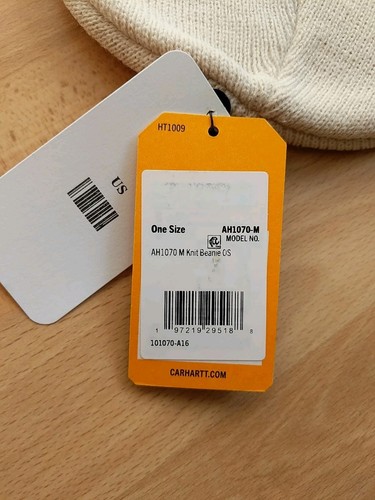 HT1009
US
One Size
AH1070-M
MODEL NO.
AH1070 M Knit Beanie OS
1 97219 29518 8
101070-A16
CARHARTT.COM